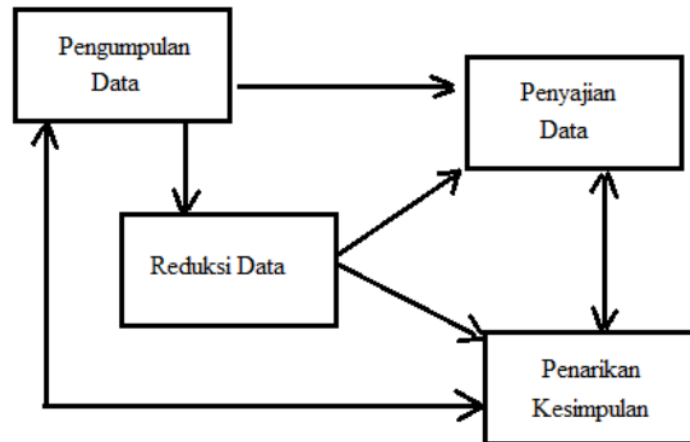 Pengumpulan
Data
Penyajian
Data
Reduksi Data
Penarikan
Kesimpulan